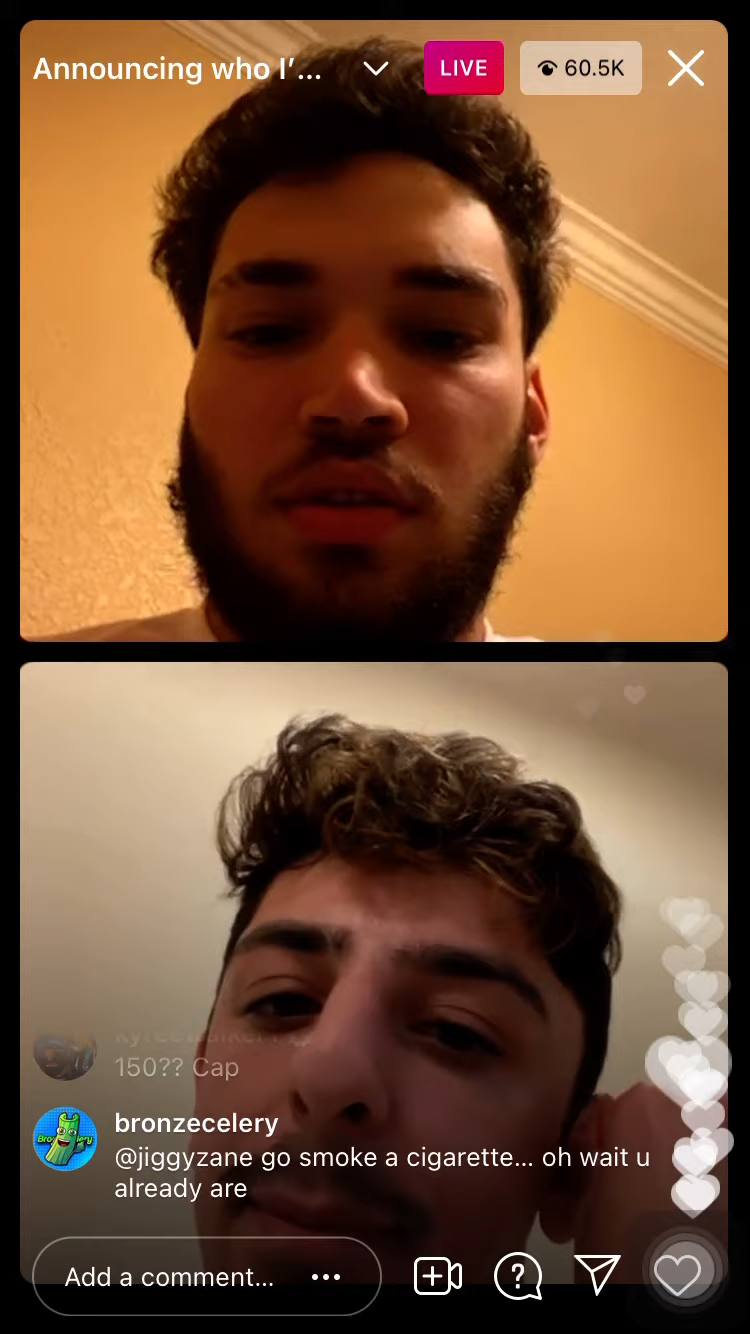 Announcing who I’...
LIVE
60.5K
150?? Cap
bronzecelery
@jiggyzane go smoke a cigarette... oh wait u
already are
Add a comment...